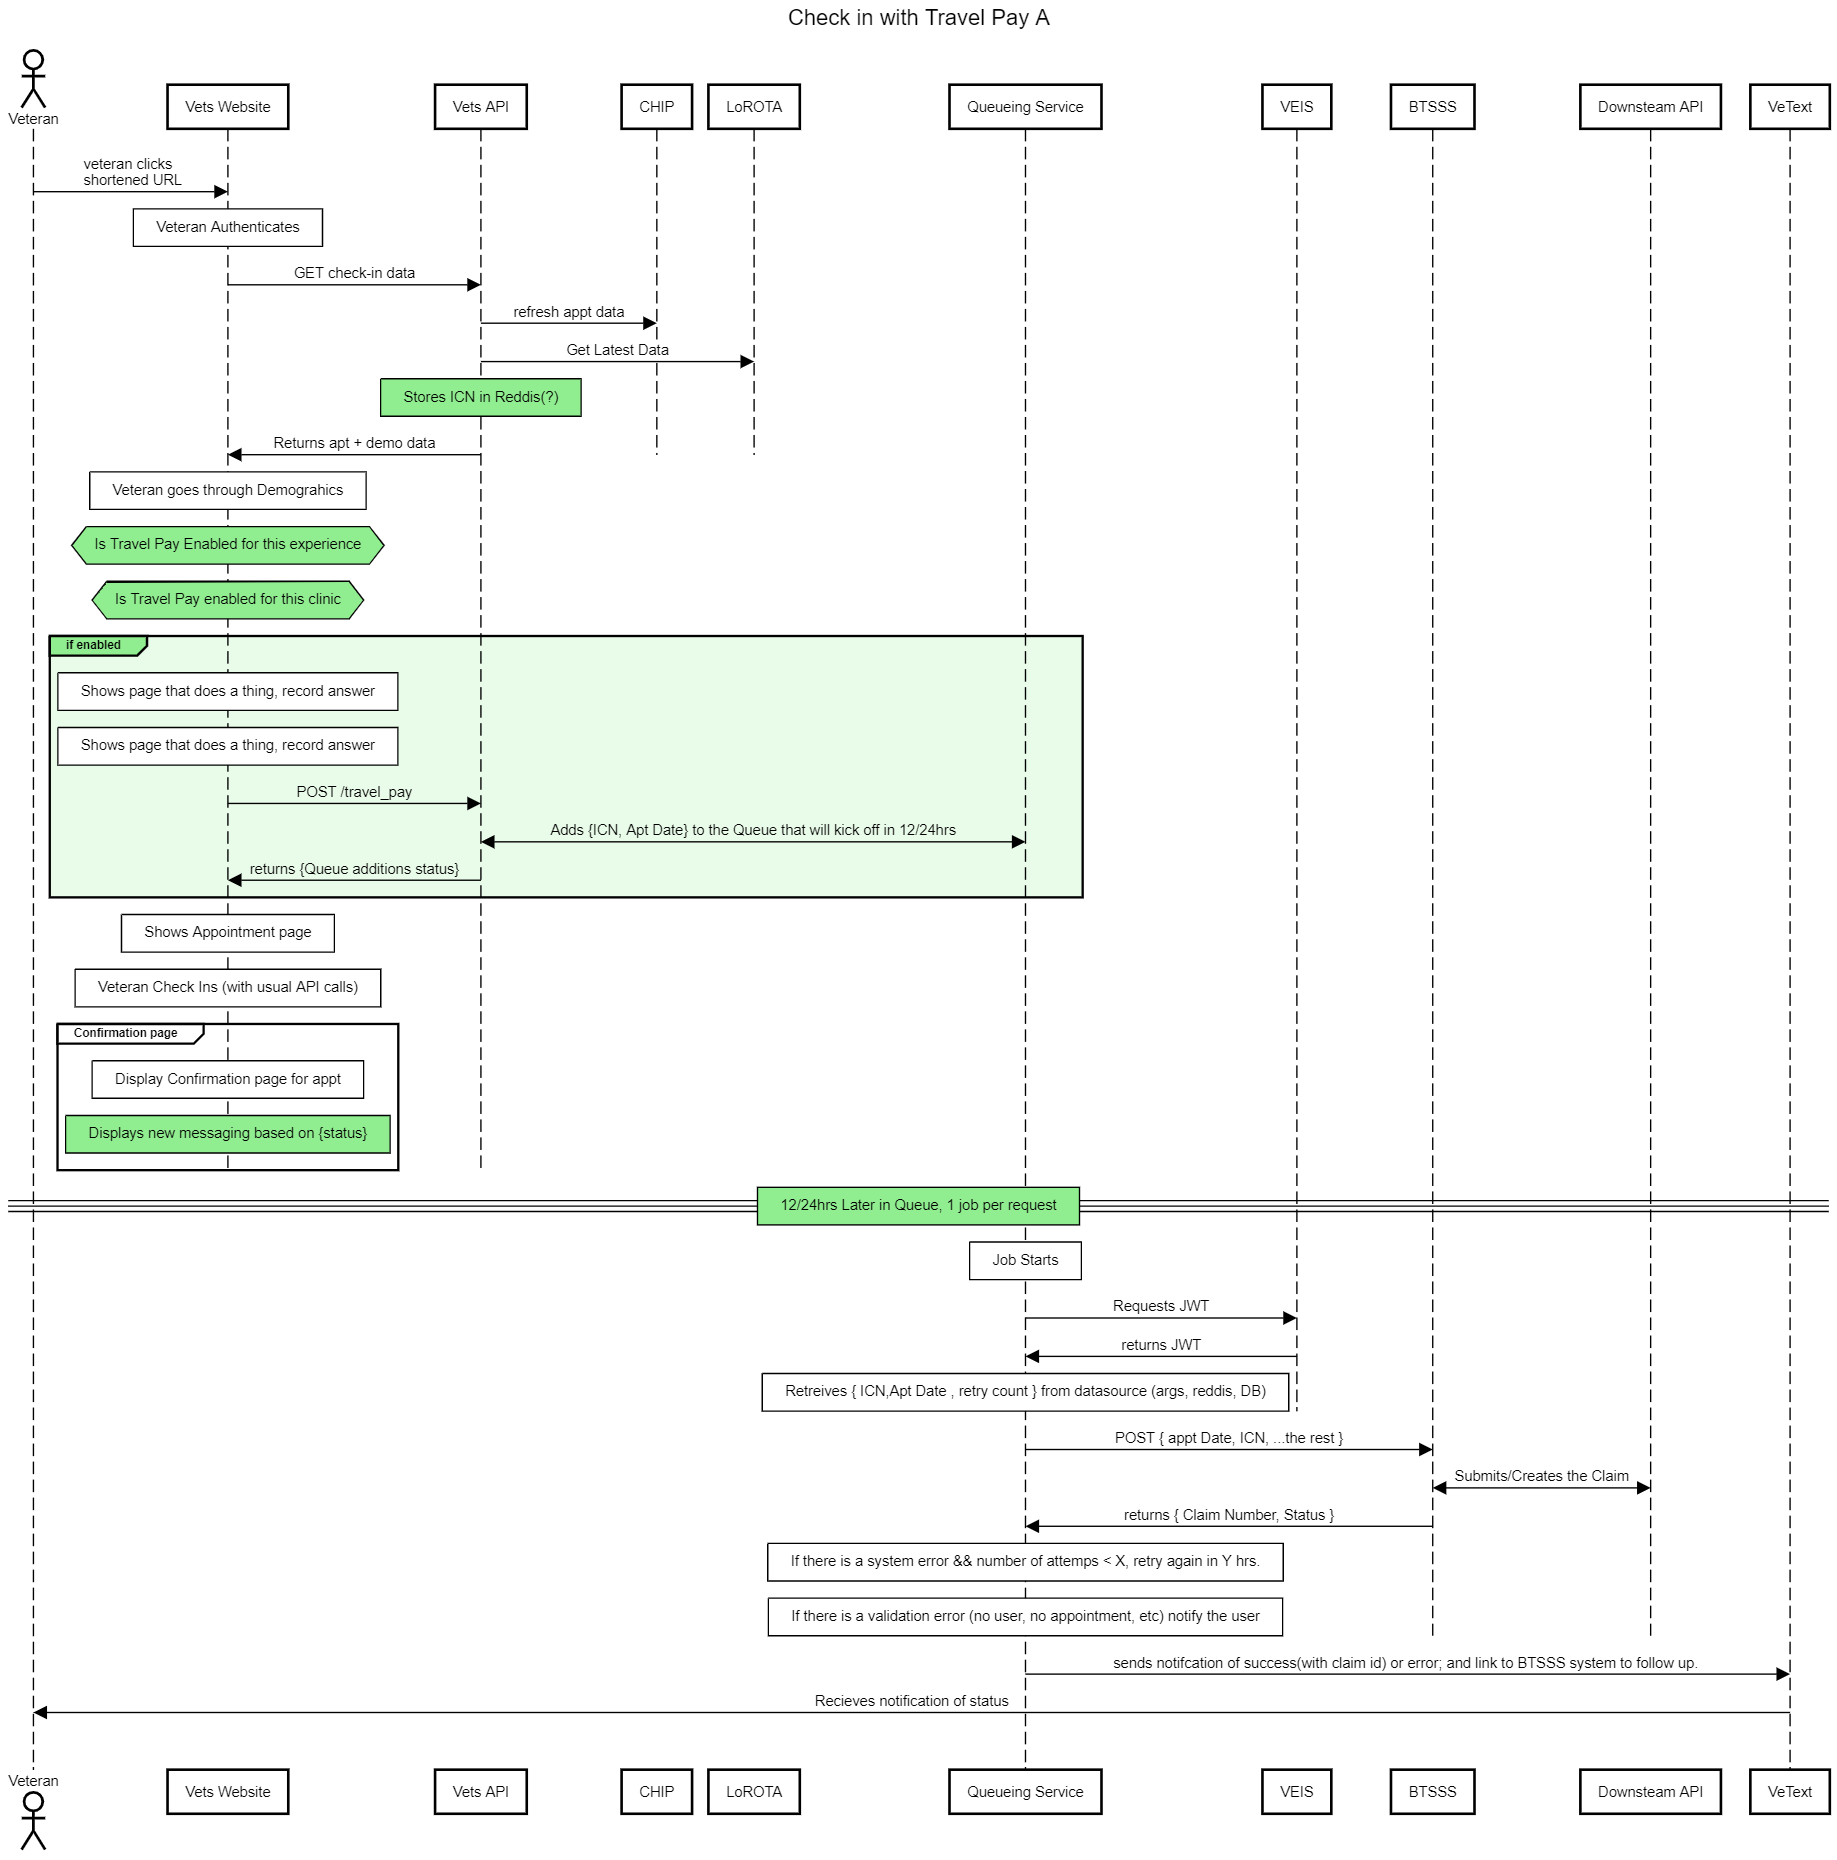 Check in with Travel Pay A
Veteran
Vets Website
Vets API
CHIP
LoROTA
Queueing Service
VEIS
BTSSS
Downsteam API
VeText
veteran clicks
shortened URL
Veteran Authenticates
GET check-in data
refresh appt data
Get Latest Data
Stores ICN in Reddis(?)
Returns apt + demo data
Veteran goes through Demograhics
Is Travel Pay Enabled for this experience
Is Travel Pay enabled for this clinic
if enabled
Shows page that does a thing, record answer
Shows page that does a thing, record answer
POST /travel_pay
Adds {ICN, Apt Date} to the Queue that will kick off in 12/24hrs
returns {Queue additions status}
Shows Appointment page
Veteran Check Ins (with usual API calls)
Confirmation page
Display Confirmation page for appt
Displays new messaging based on {status}
12/24hrs Later in Queue, 1 job per request
Job Starts
Requests JWT
returns JWT
Retreives { ICN,Apt Date , retry count } from datasource (args, reddis, DB)
POST { appt Date, ICN, ...the rest }
Submits/Creates the Claim
returns { Claim Number, Status }
If there is a system error && number of attemps < X, retry again in Y hrs.
If there is a validation error (no user, no appointment, etc) notify the user
sends notifcation of success(with claim id) or error; and link to BTSSS system to follow up.
Recieves notification of status
Veteran
Vets Website
Vets API
CHIP
LoROTA
Queueing Service
VEIS
BTSSS
Downsteam API
VeText